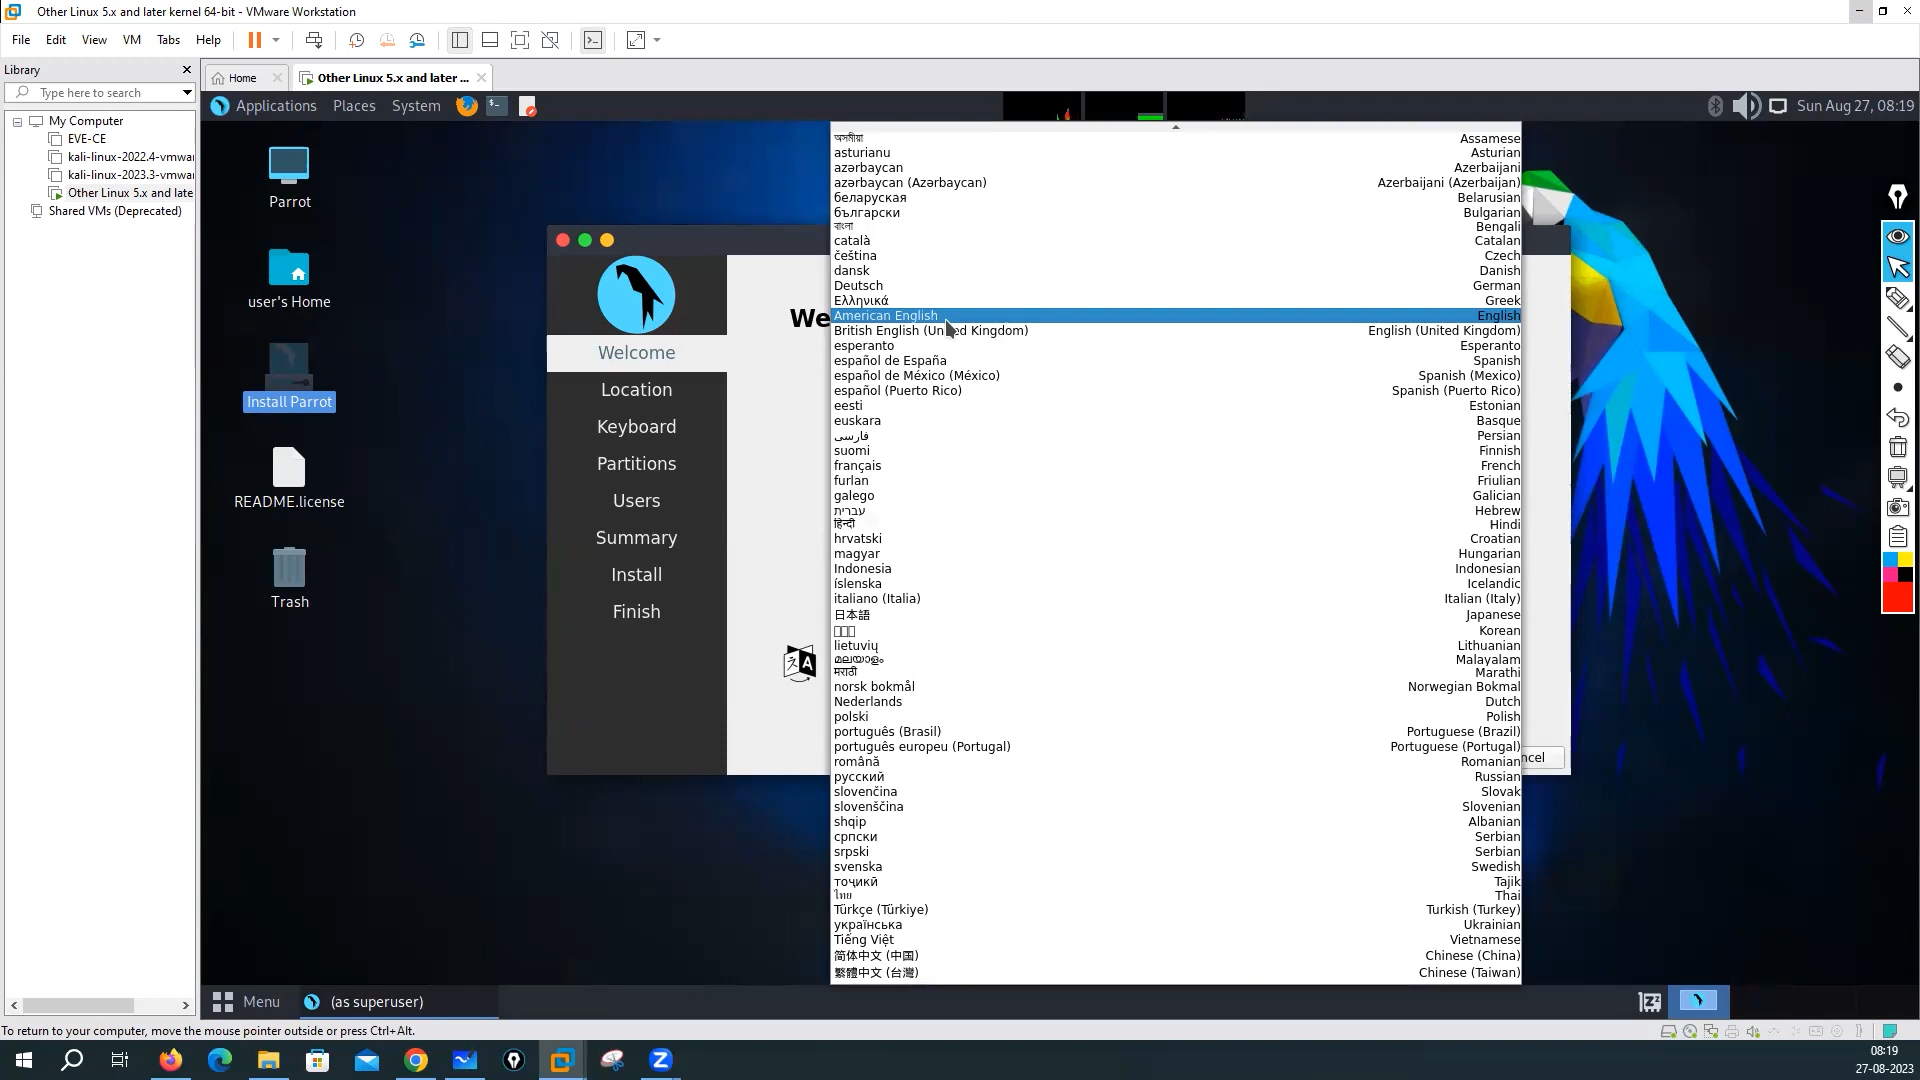 Other Linux 5.x and later kernel 64-bit - VMware Workstation
File Edit View VM Tabs Help
Library
Type here to search
My Computer
EVE-CE
kali-linux-2022.4-vmwar
kali-linux-2023.3-vmwar
Other Linux 5.x and late
Shared VMs (Deprecated)
Home
Other Linux 5.x and later ...
Applications Places System
Sun Aug 27, 08:19
Parrot
user's Home
Install Parrot
README.license
Trash
We
Welcome
Location
Keyboard
Partitions
Users
Summary
Install
Finish
অসমীয়া Assamese
asturianu Asturian
azərbaycan Azerbaijani
azərbaycan (Azərbaycan) Azerbaijani (Azerbaijan)
беларуская Belarusian
български Bulgarian
বাংলা Bengali
català Catalan
čeština Czech
dansk Danish
Deutsch German
Ελληνικά Greek
American English English
British English (United Kingdom) English (United Kingdom)
esperanto Esperanto
español de España Spanish
español de México (México) Spanish (Mexico)
español (Puerto Rico) Spanish (Puerto Rico)
eesti Estonian
euskara Basque
فارسی Persian
suomi Finnish
français French
furlan Friulian
galego Galician
עברית Hebrew
हिन्दी Hindi
hrvatski Croatian
magyar Hungarian
Indonesia Indonesian
íslenska Icelandic
italiano (Italia) Italian (Italy)
日本語 Japanese
Korean
lietuvių Lithuanian
മലയാളം Malayalam
मराठी Marathi
norsk bokmål Norwegian Bokmal
Nederlands Dutch
polski Polish
português (Brasil) Portuguese (Brazil)
português europeu (Portugal) Portuguese (Portugal)
română Romanian
русский Russian
slovenčina Slovak
slovenščina Slovenian
shqip Albanian
српски Serbian
srpski Serbian
svenska Swedish
тоҷикӣ Tajik
ไทย Thai
Türkçe (Türkiye) Turkish (Turkey)
українська Ukrainian
Tiếng Việt Vietnamese
简体中文 (中国) Chinese (China)
繁體中文 (台灣) Chinese (Taiwan)
ncel
Menu
(as superuser)
To return to your computer, move the mouse pointer outside or press Ctrl+Alt.
08:19
27-08-2023